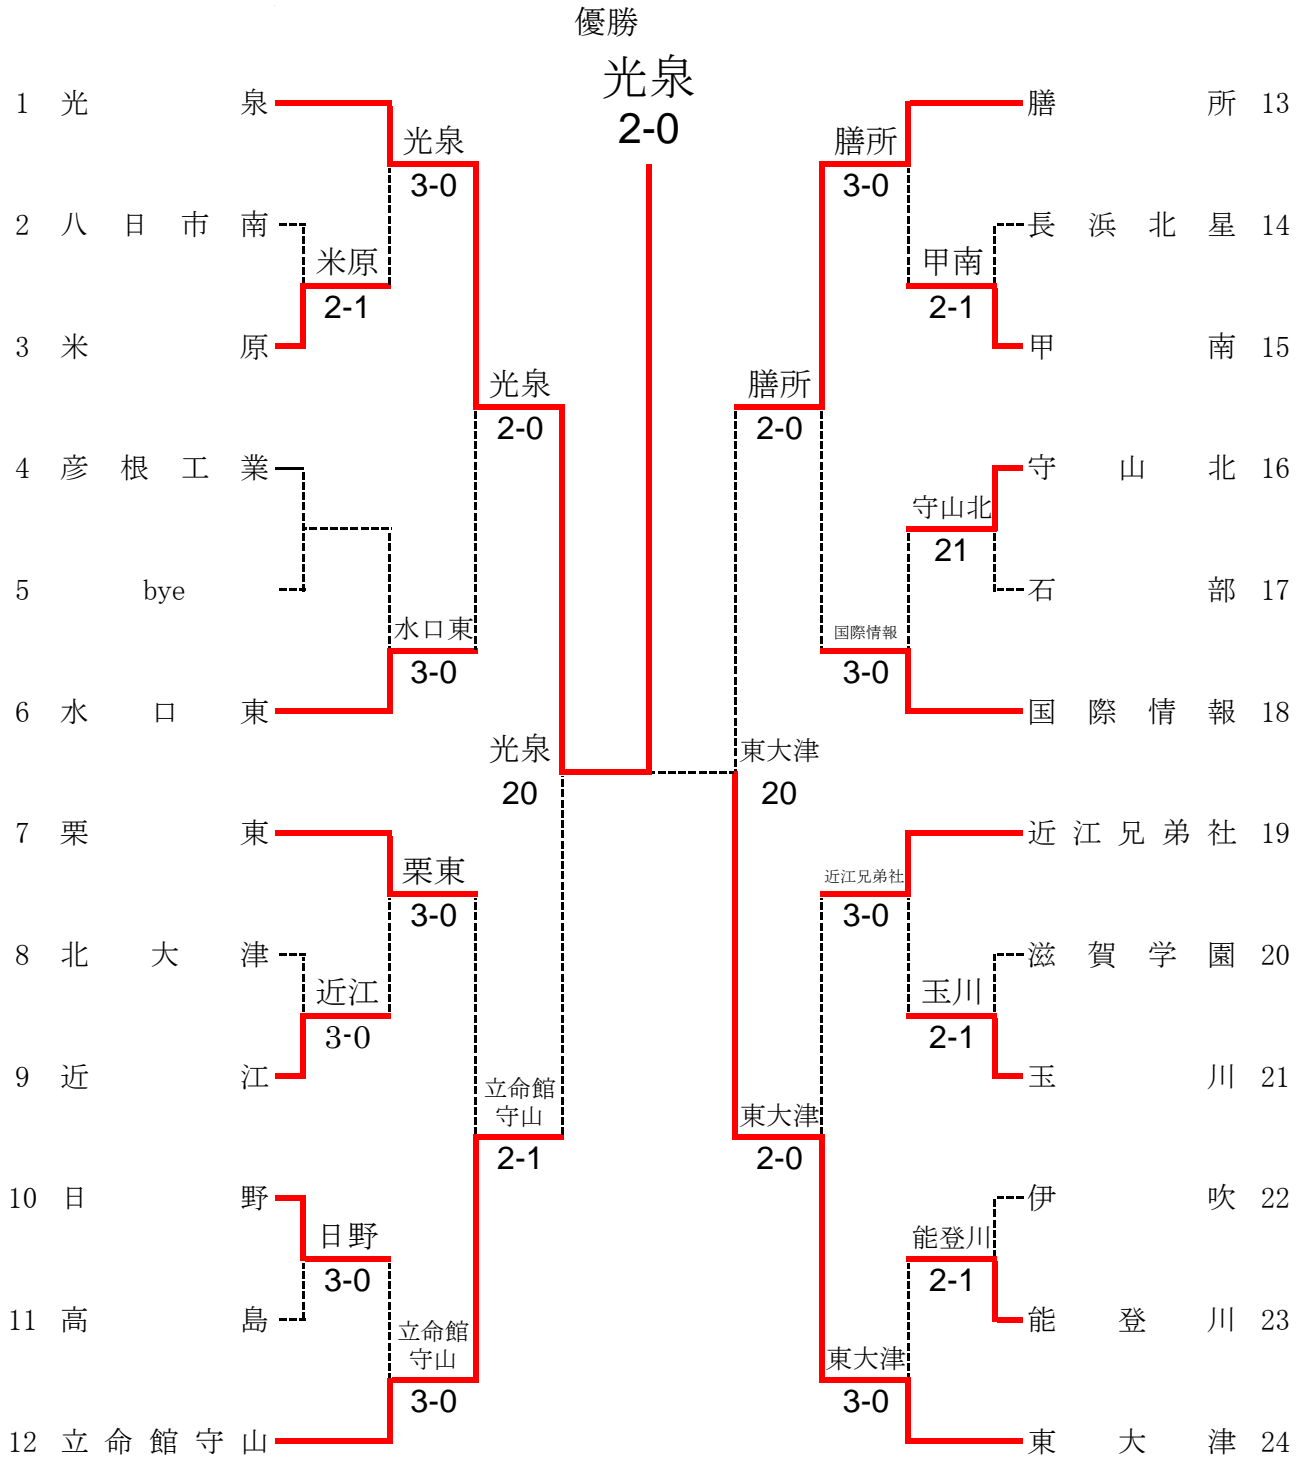 優勝
光泉
2-0
1 光泉
光泉
3-0
2 八日市南
米原
2-1
3 米原
光泉
2-0
4 彦根工業
5 bye
水口東
3-0
6 水口東
光泉
20
7 栗東
栗東
3-0
8 北大津
近江
3-0
9 近江
立命館
守山
2-1
10 日野
日野
3-0
11 高島
立命館
守山
3-0
12 立命館守山
膳所 13
膳所
3-0
長浜北星 14
甲南
2-1
甲南 15
膳所
2-0
守山北 16
守山北
21
石部 17
国際情報
3-0
国際情報 18
東大津
20
近江兄弟社 19
近江兄弟社
3-0
滋賀学園 20
玉川
2-1
玉川 21
東大津
2-0
伊吹 22
能登川
2-1
能登川 23
東大津
3-0
東大津 24